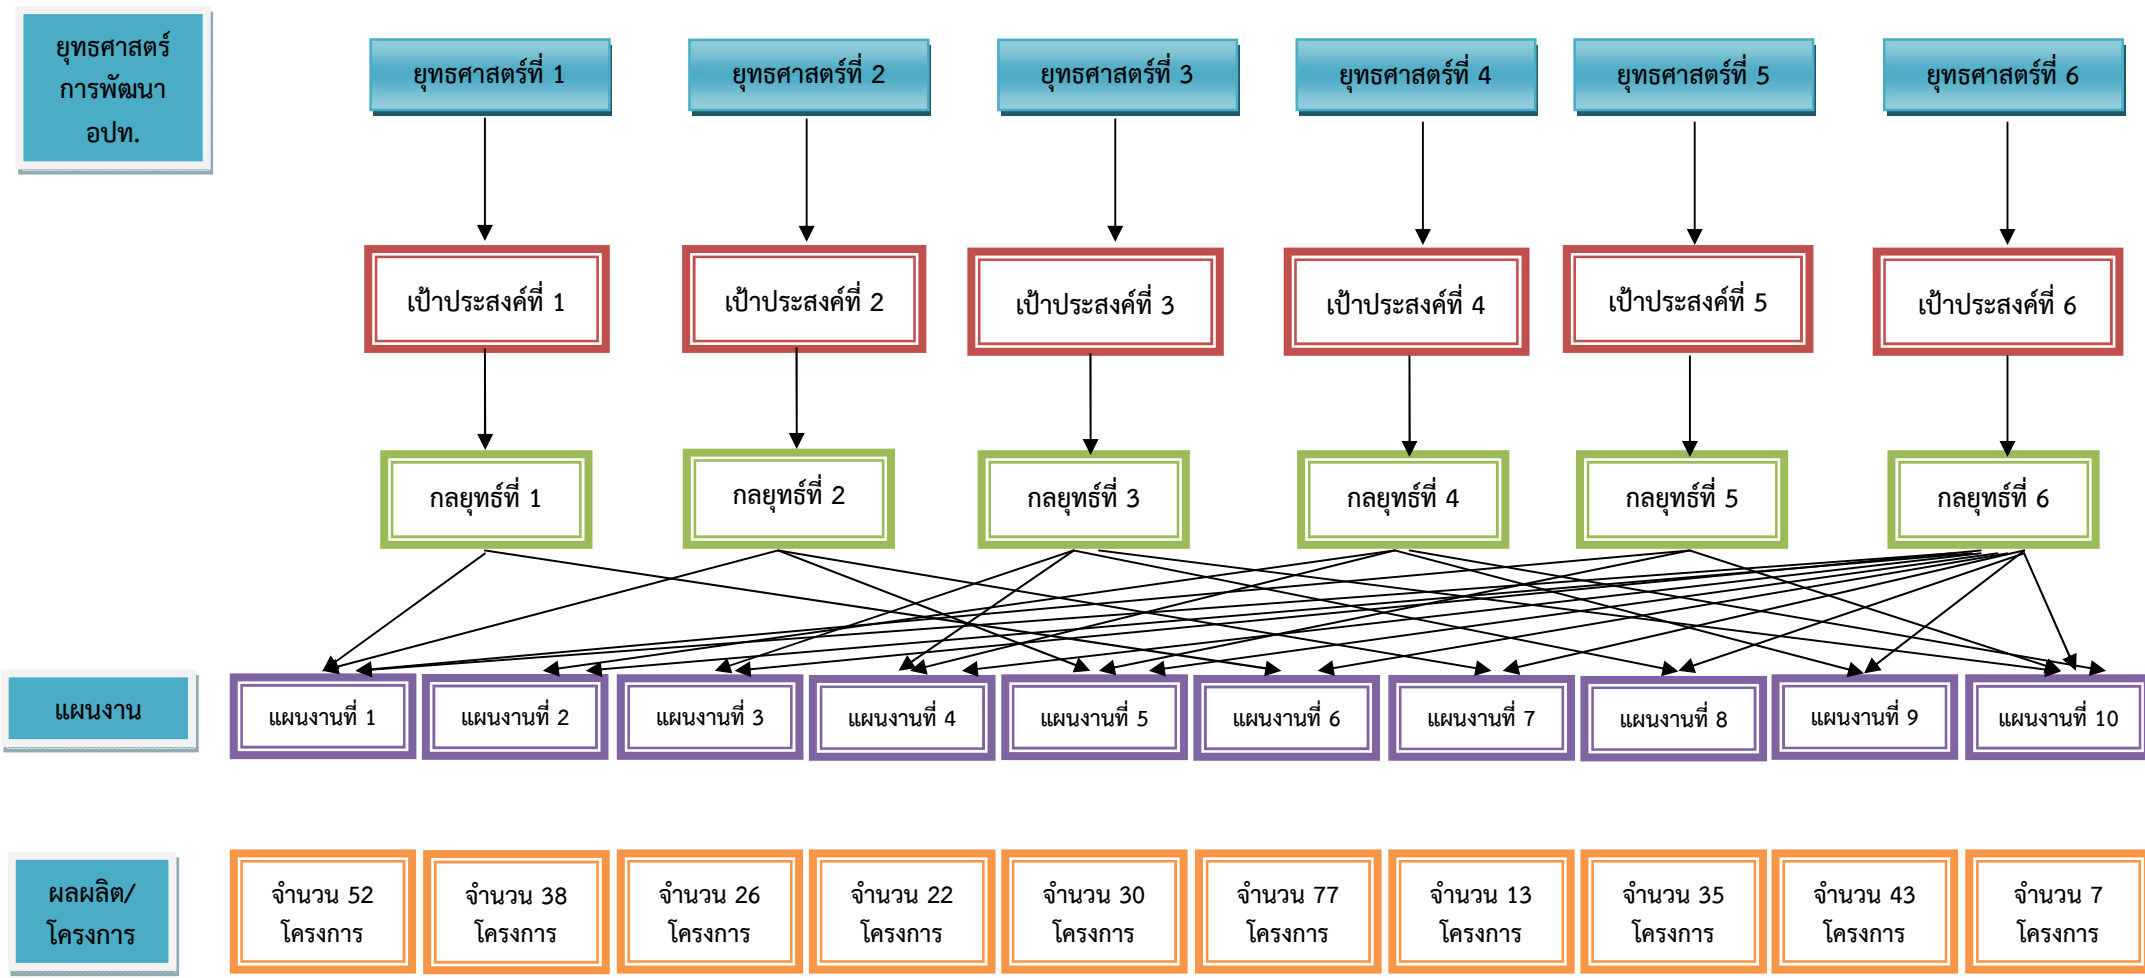 ยุทธศาสตร์
การพัฒนา
อปท.
ยุทธศาสตร์ที่ 1
ยุทธศาสตร์ที่ 2
ยุทธศาสตร์ที่ 3
ยุทธศาสตร์ที่ 4
ยุทธศาสตร์ที่ 5
ยุทธศาสตร์ที่ 6
เป้าประสงค์ที่ 1
เป้าประสงค์ที่ 2
เป้าประสงค์ที่ 3
เป้าประสงค์ที่ 4
เป้าประสงค์ที่ 5
เป้าประสงค์ที่ 6
กลยุทธ์ที่ 1
กลยุทธ์ที่ 2
กลยุทธ์ที่ 3
กลยุทธ์ที่ 4
กลยุทธ์ที่ 5
กลยุทธ์ที่ 6
แผนงาน
แผนงานที่ 1
แผนงานที่ 2
แผนงานที่ 3
แผนงานที่ 4
แผนงานที่ 5
แผนงานที่ 6
แผนงานที่ 7
แผนงานที่ 8
แผนงานที่ 9
แผนงานที่ 10
ผลผลิต/
โครงการ
จำนวน 52
โครงการ
จำนวน 38
โครงการ
จำนวน 26
โครงการ
จำนวน 22
โครงการ
จำนวน 30
โครงการ
จำนวน 77
โครงการ
จำนวน 13
โครงการ
จำนวน 35
โครงการ
จำนวน 43
โครงการ
จำนวน 7
โครงการ